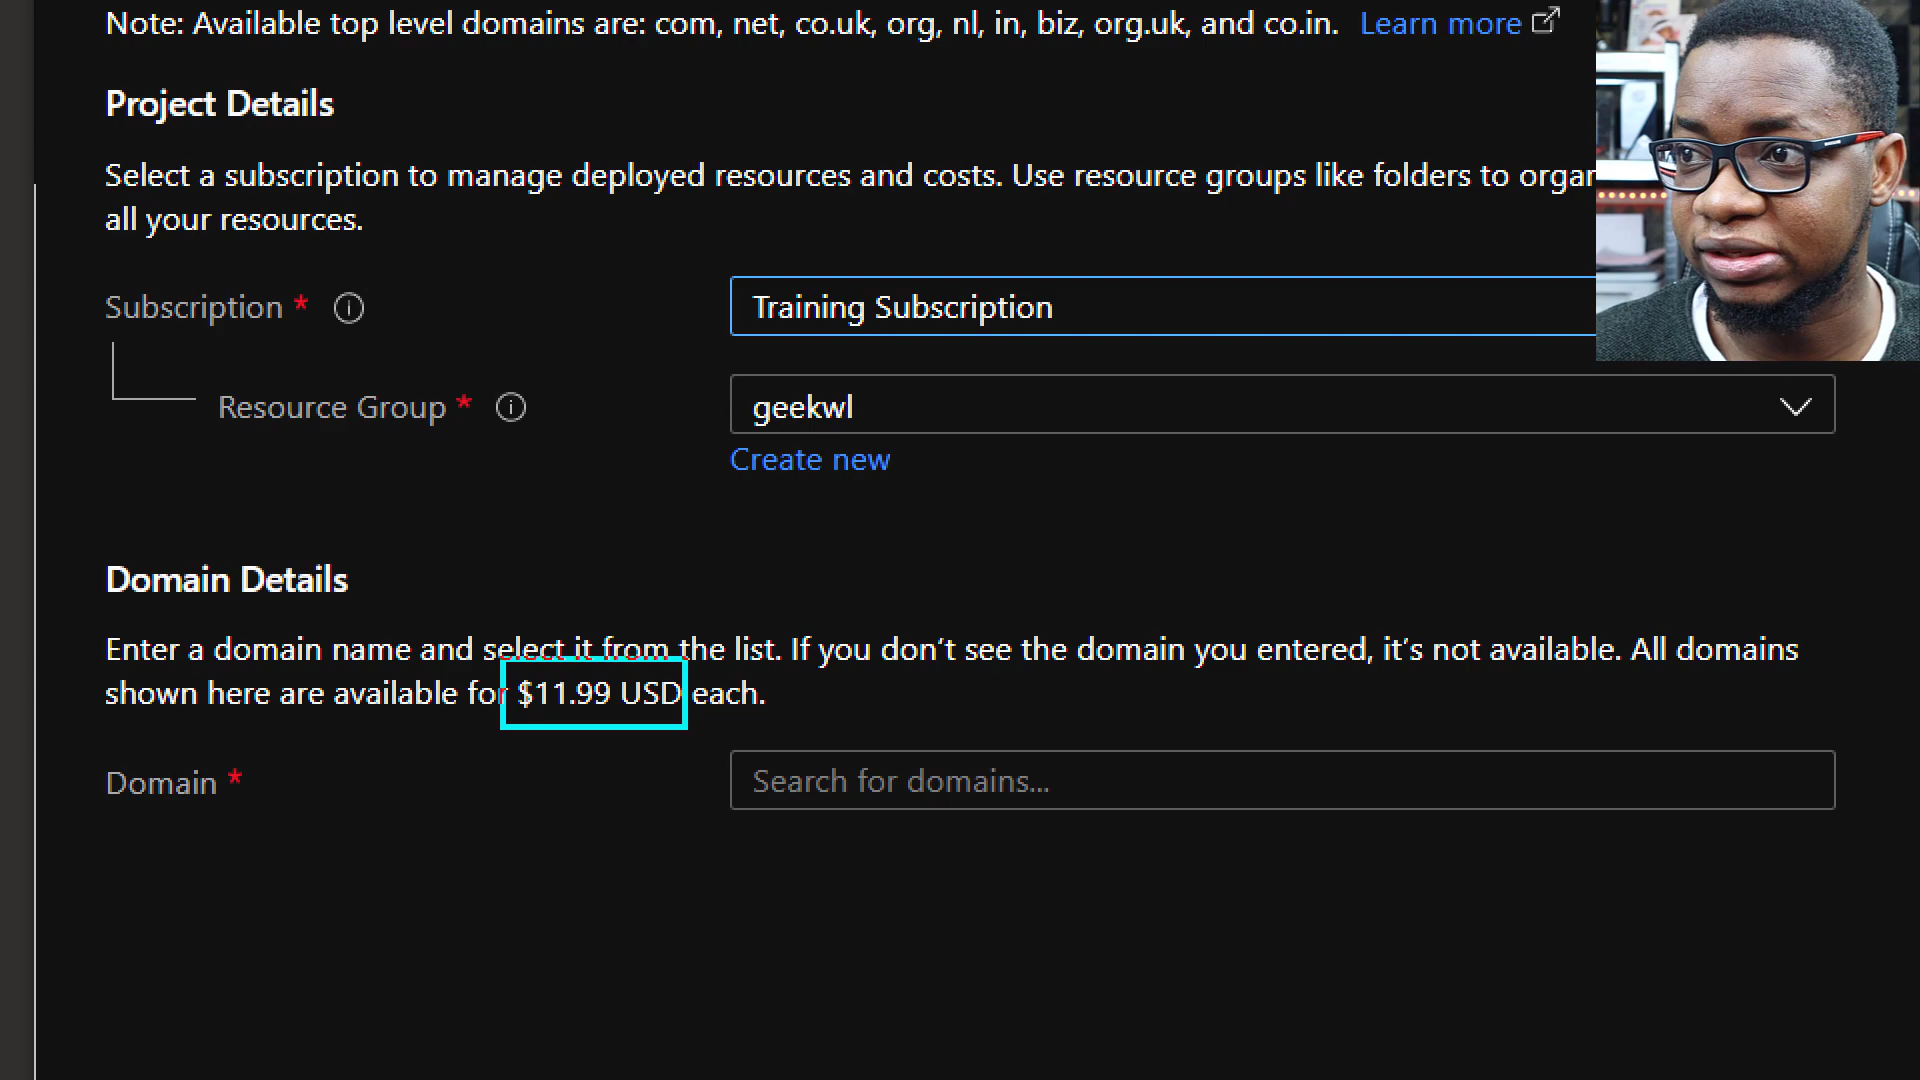 Note: Available top level domains are: com, net, co.uk, org, nl, in, biz, org.uk, and co.in. Learn more
Project Details
Select a subscription to manage deployed resources and costs. Use resource groups like folders to
all your resources.
Subscription *
Training Subscription
Resource Group *
geekwl
Create new
Domain Details
Enter a domain name and select it from the list. If you don’t see the domain you entered, it’s not available. All domains
shown here are available for $11.99 USD each.
Domain *
Search for domains...